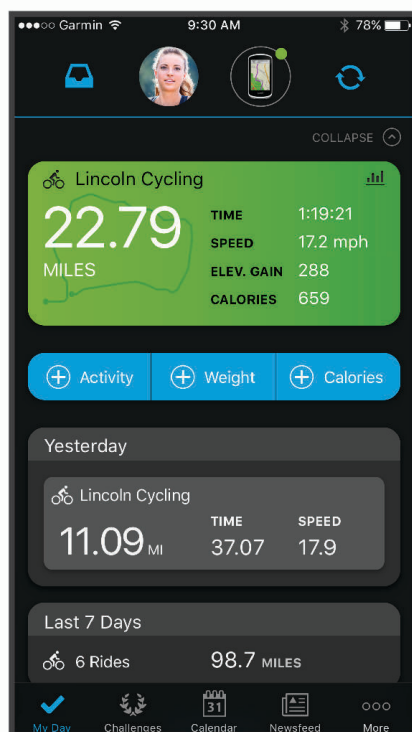 Garmin 9:30 AM 78%
COLLAPSE
Lincoln Cycling
22.79
MILES
TIME 1:19:21
SPEED 17.2 mph
ELEV. GAIN 288
CALORIES 659
Activity Weight Calories
Yesterday
Lincoln Cycling
11.09 MI
TIME SPEED
37.07 17.9
Last 7 Days
6 Rides 98.7 MILES
31
My Day Challenges Calendar Newsfeed More